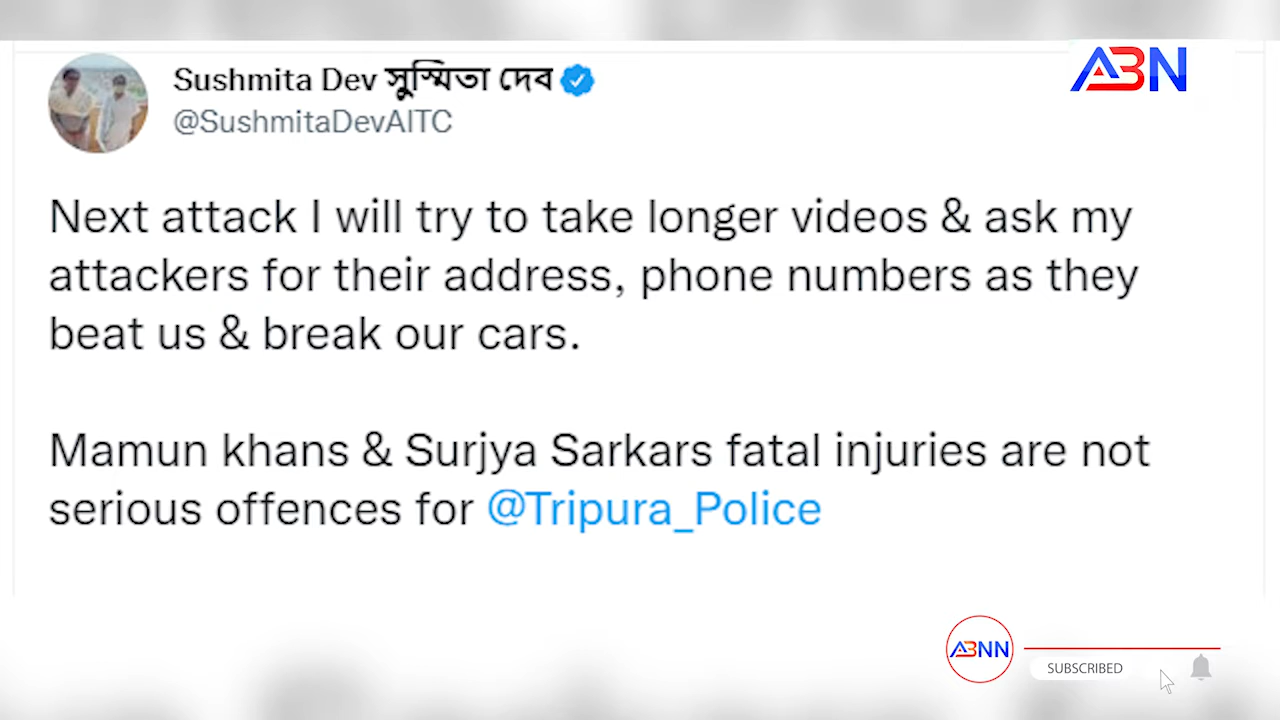 Sushmita Dev সুস্মিতা দেব
@SushmitaDevAITC
ABN
Next attack I will try to take longer videos & ask my
attackers for their address, phone numbers as they
beat us & break our cars.
Mamun khans & Surjya Sarkars fatal injuries are not
serious offences for @Tripura_Police
ABNN
SUBSCRIBED